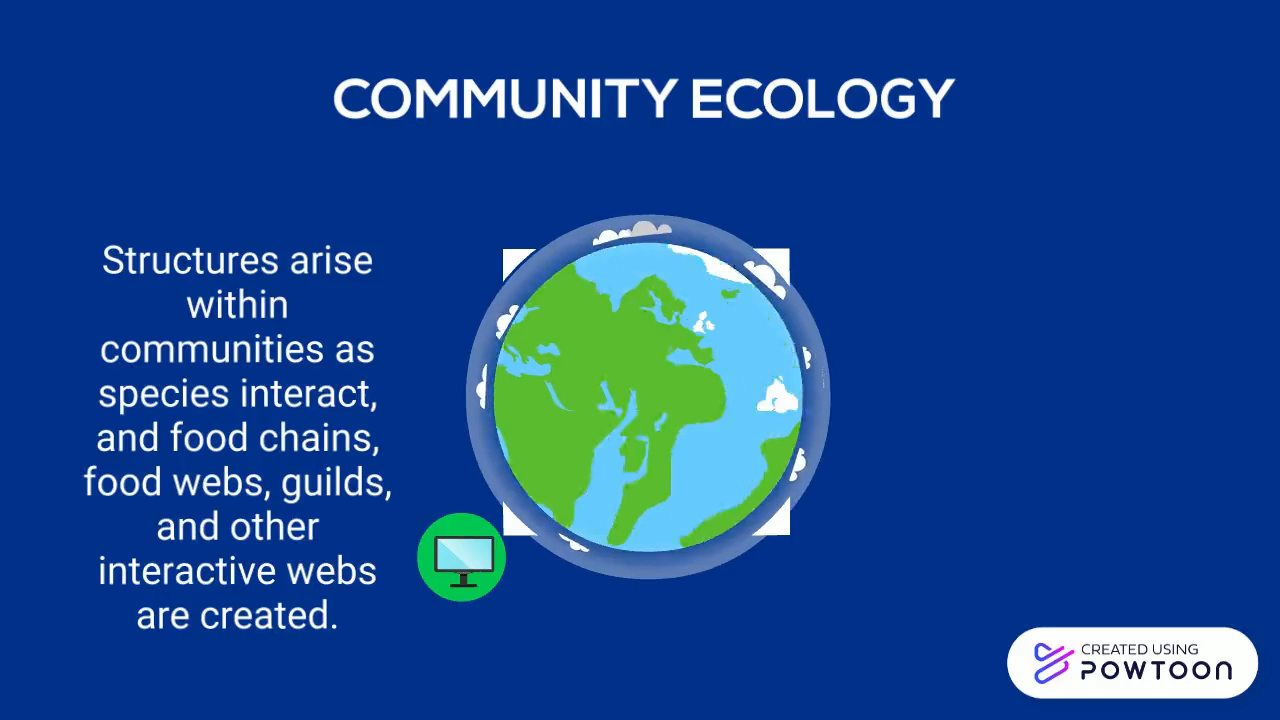 COMMUNITY ECOLOGY
Structures arise
within
communities as
species interact,
and food chains,
food webs, guilds,
and other
interactive webs
are created.
CREATED USING
POWTOON